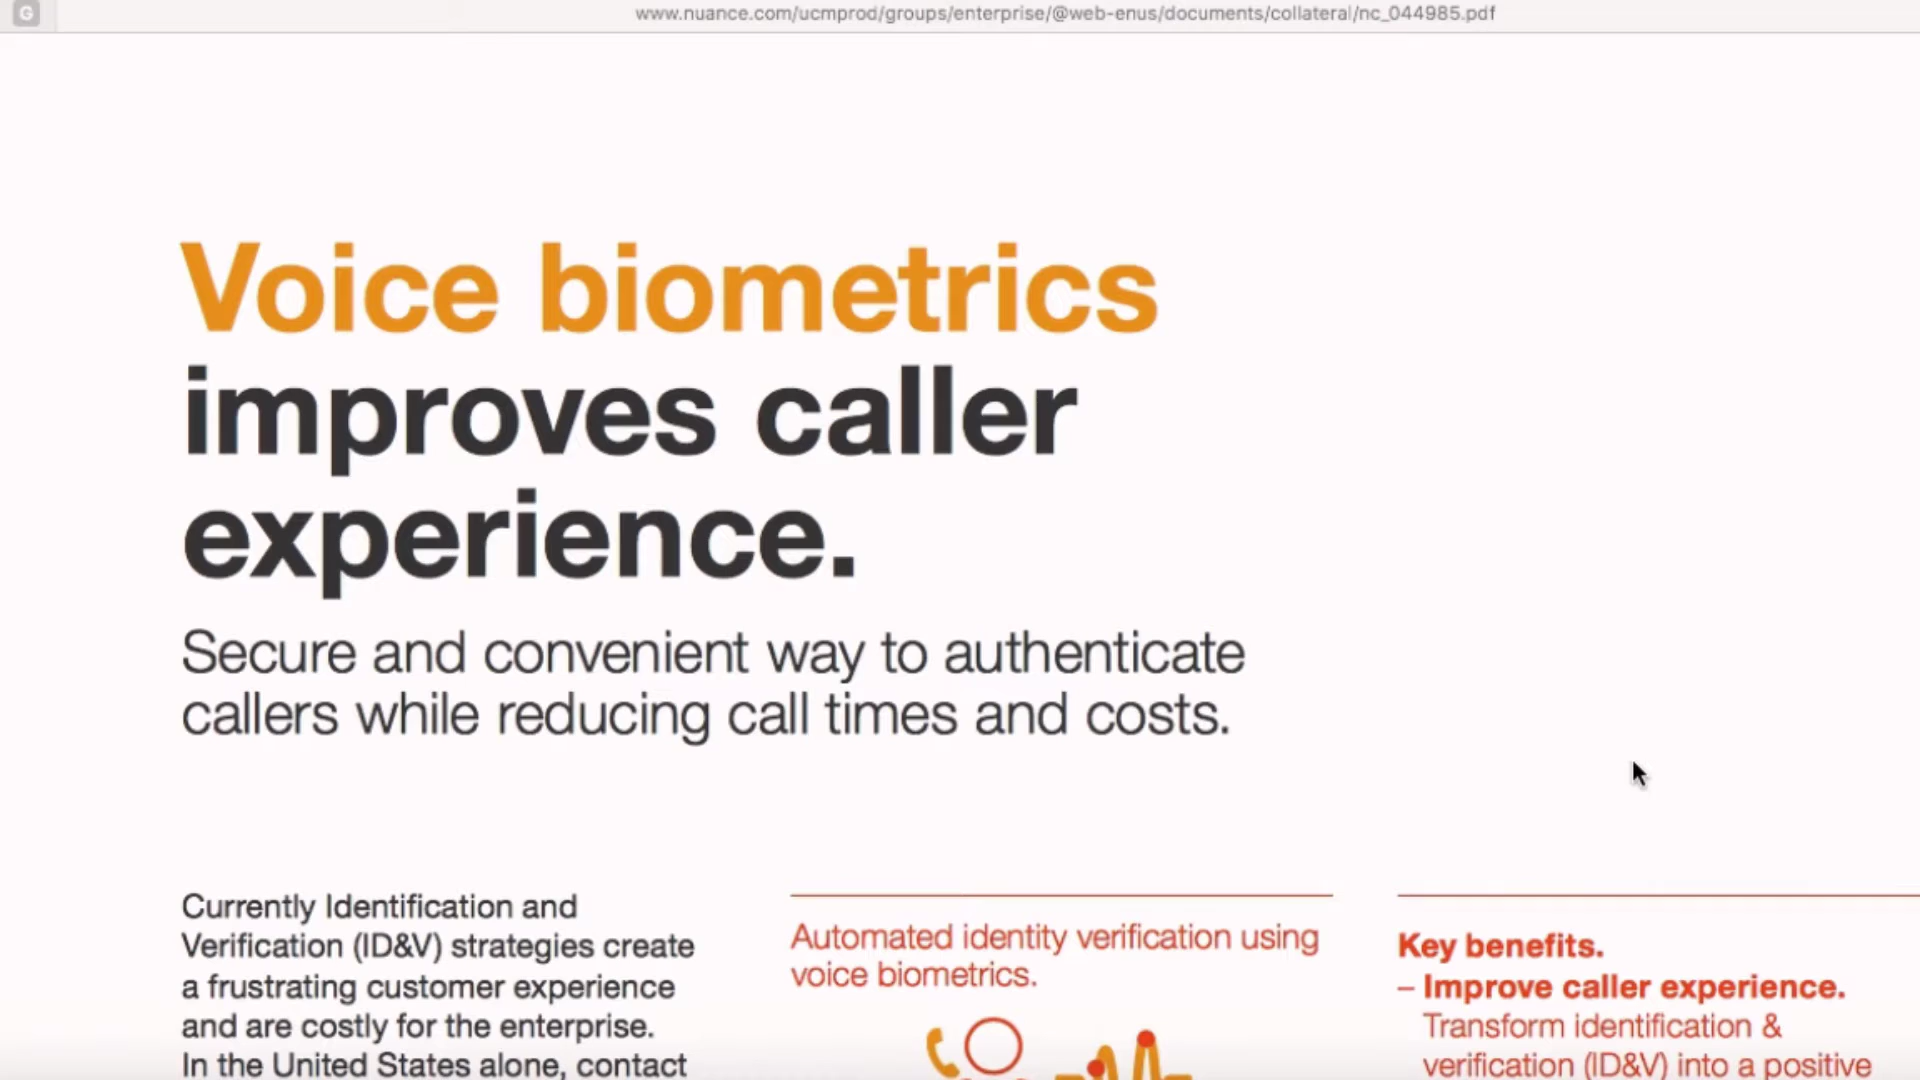 G
www.nuance.com/ucmprod/groups/enterprise/@web-enus/documents/collateral/nc_044985.pdf
Voice biometrics
improves caller
experience.
Secure and convenient way to authenticate
callers while reducing call times and costs.
Currently Identification and
Verification (ID&V) strategies create
a frustrating customer experience
and are costly for the enterprise.
In the United States alone, contact
Automated identity verification using
voice biometrics.
Key benefits.
– Improve caller experience.
Transform identification &
verification (ID&V) into a positive